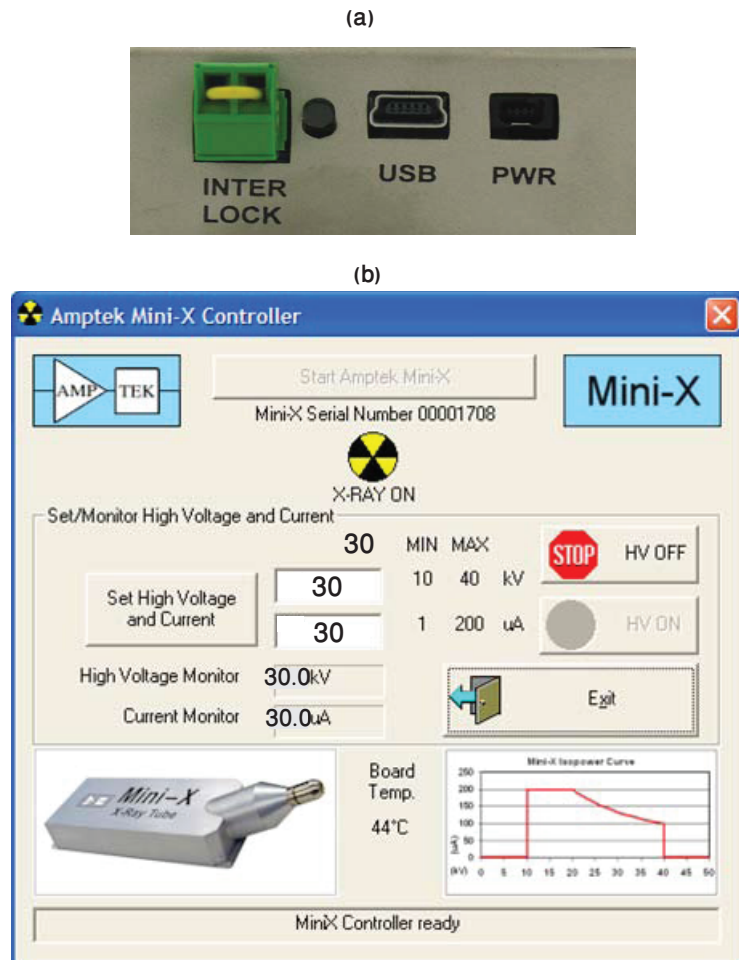 (a)
INTER
LOCK
USB
PWR
(b)
Amptek Mini-X Controller
AMP TEK
Start Amptek Mini-X
Mini-X
Mini-X Serial Number 00001708
X-RAY ON
Set/Monitor High Voltage and Current
30
MIN MAX
STOP HV OFF
Set High Voltage
and Current
30
10 40 kV
30
1 200 uA
HV ON
High Voltage Monitor 30.0kV
Current Monitor 30.0uA
Exit
Mini-X
X-Ray Tube
Board
Temp.
44°C
Mini-X Isopower Curve
250
200
150
100
50
0
(uA)
(kV) 0 5 10 15 20 25 30 35 40 45 50
MiniX Controller ready